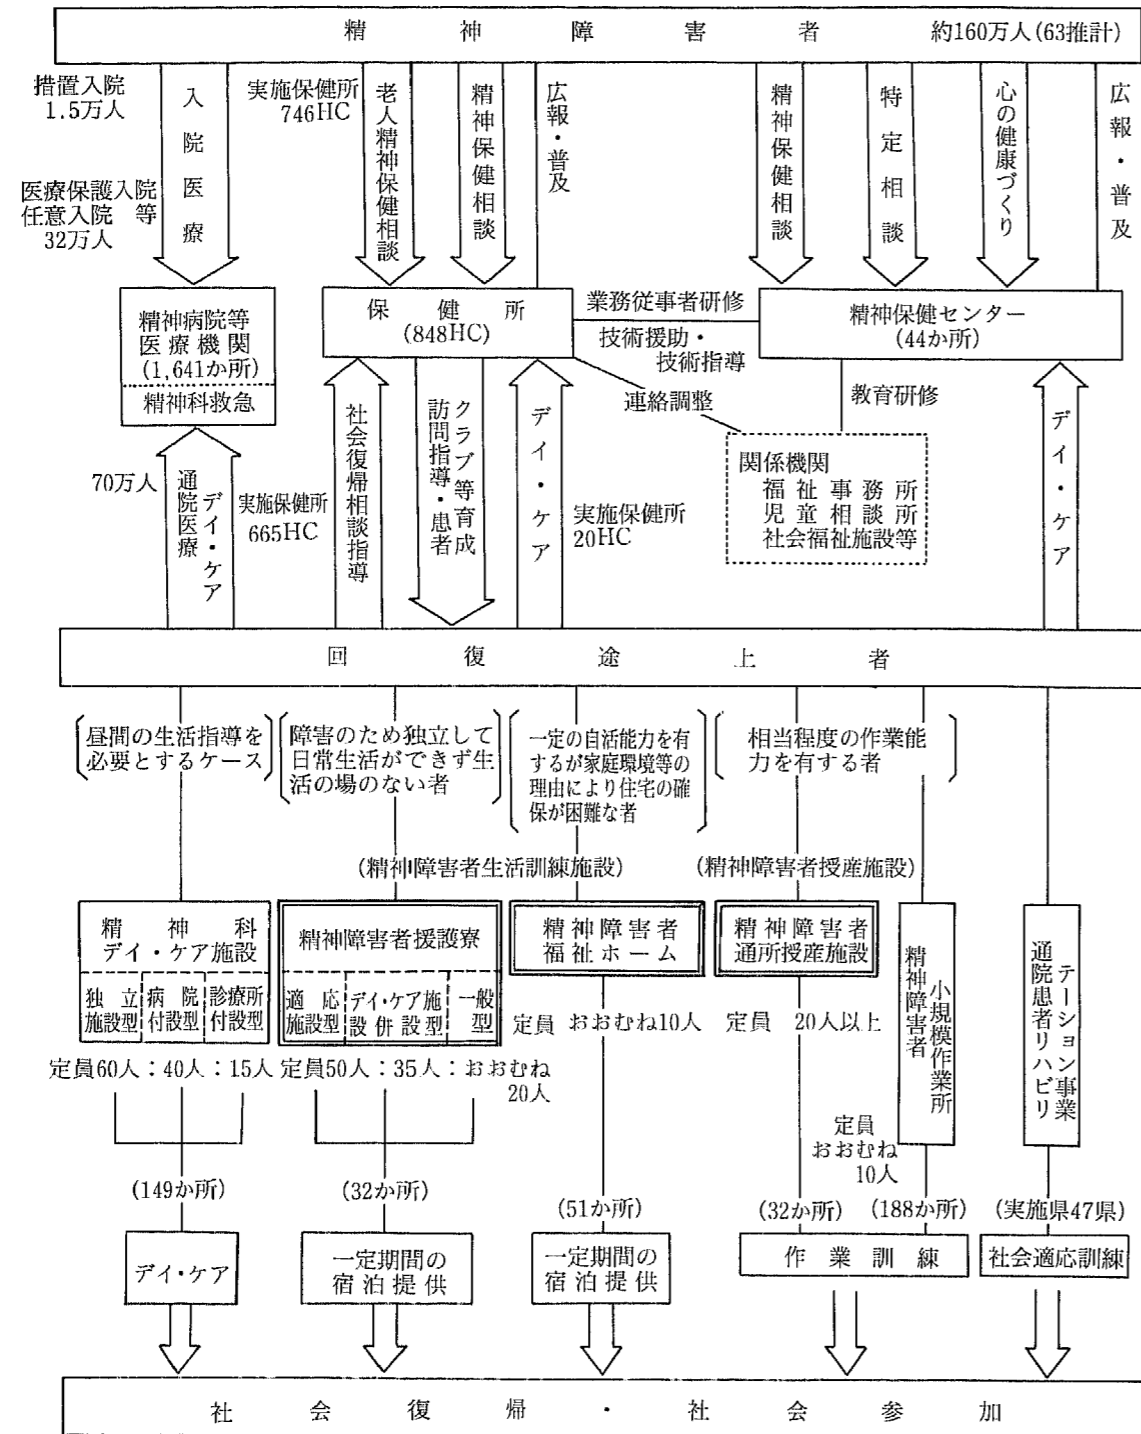 精神障害者 約160万人(63推計)
措置入院
1.5万人
医療保護入院
任意入院 等
32万人
入院医療
実施保健所
746HC
老人精神保健相談
精神保健相談
広報・普及
精神保健相談
特定相談
心の健康づくり
広報・普及
精神病院等
医療機関
(1,641か所)
精神科救急
保健所
(848HC)
業務従事者研修
技術援助・
技術指導
精神保健センター
(44か所)
連絡調整
教育研修
関係機関
福祉事務所
児童相談所
社会福祉施設等
70万人
デイ・ケア
通院医療
実施保健所
665HC
社会復帰相談指導
クラブ等育成
訪問指導・患者
デイ・ケア
実施保健所
20HC
デイ・ケア
回復途上者
昼間の生活指導を
必要とするケース
障害のため独立して
日常生活ができず生
活の場のない者
一定の自活能力を有
するが家庭環境等の
理由により住宅の確
保が困難な者
相当程度の作業能
力を有する者
(精神障害者生活訓練施設)
(精神障害者授産施設)
精神科
デイ・ケア施設
独立
施設型
病院
付設型
診療所
付設型
定員60人：40人：15人
精神障害者援護寮
適応
施設型
デイ・ケア施
設併設型
一般
型
定員50人：35人：おおむね
20人
精神障害者
福祉ホーム
定員 おおむね10人
精神障害者
通所授産施設
定員 20人以上
小規模作業所
精神障害者
定員
おおむね
10人
テーション事業
通院患者リハビリ
(149か所)
(32か所)
(51か所)
(32か所)
(188か所)
(実施県47県)
デイ・ケア
一定期間の
宿泊提供
一定期間の
宿泊提供
作業訓練
社会適応訓練
社会復帰・社会参加